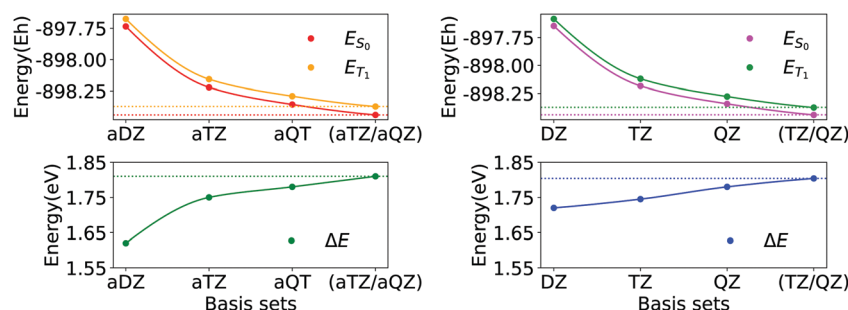 Energy(Eh)
-897.75
-898.00
-898.25
E_{S_0}
E_{T_1}
aDZ aTZ aQT (aTZ/aQZ)
Energy(Eh)
-897.75
-898.00
-898.25
E_{S_0}
E_{T_1}
DZ TZ QZ (TZ/QZ)
Energy(eV)
1.85
1.75
1.65
1.55
ΔE
aDZ aTZ aQT (aTZ/aQZ)
Basis sets
Energy(eV)
1.85
1.75
1.65
1.55
ΔE
DZ TZ QZ (TZ/QZ)
Basis sets